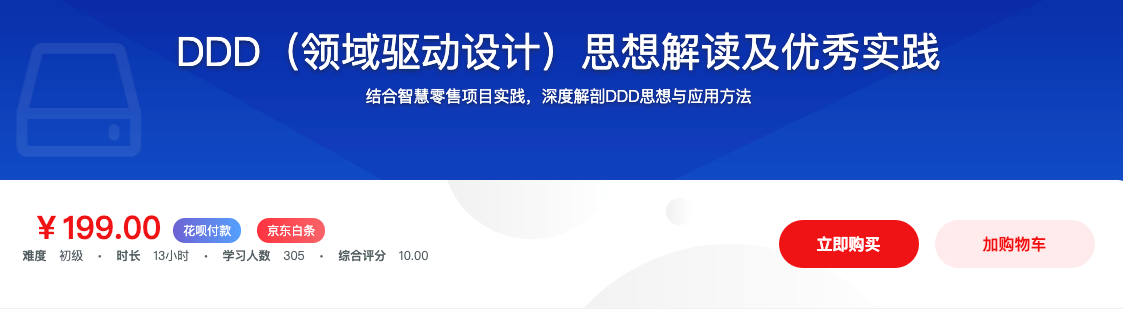 DDD（领域驱动设计）思想解读及优秀实践
结合智慧零售项目实践，深度解剖DDD思想与应用方法
¥199.00 花呗付款 京东白条
难度 初级 · 时长 13小时 · 学习人数 305 · 综合评分 10.00
立即购买 加购物车